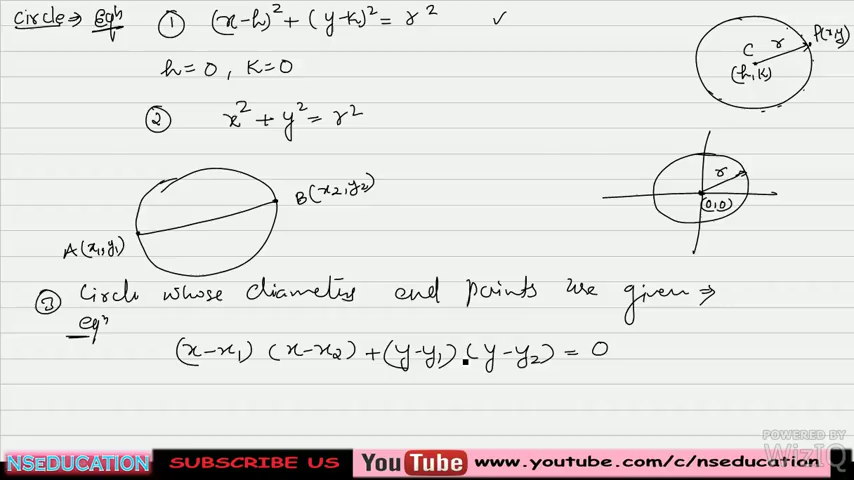 circle ⇒ eqⁿ ① (x-h)² + (y-k)² = r² ✓
P(x,y)
C r
(h,k)
h=0, k=0
② x² + y² = r²
r
(0,0)
B(x₂,y₂)
A(x₁,y₁)
③ circle whose diameters end points are given ⇒
eqⁿ
(x-x₁) (x-x₂) + (y-y₁).(y-y₂) = 0
POWERED BY
WizIQ
NSEDUCATION SUBSCRIBE US YouTube www.youtube.com/c/nseducation